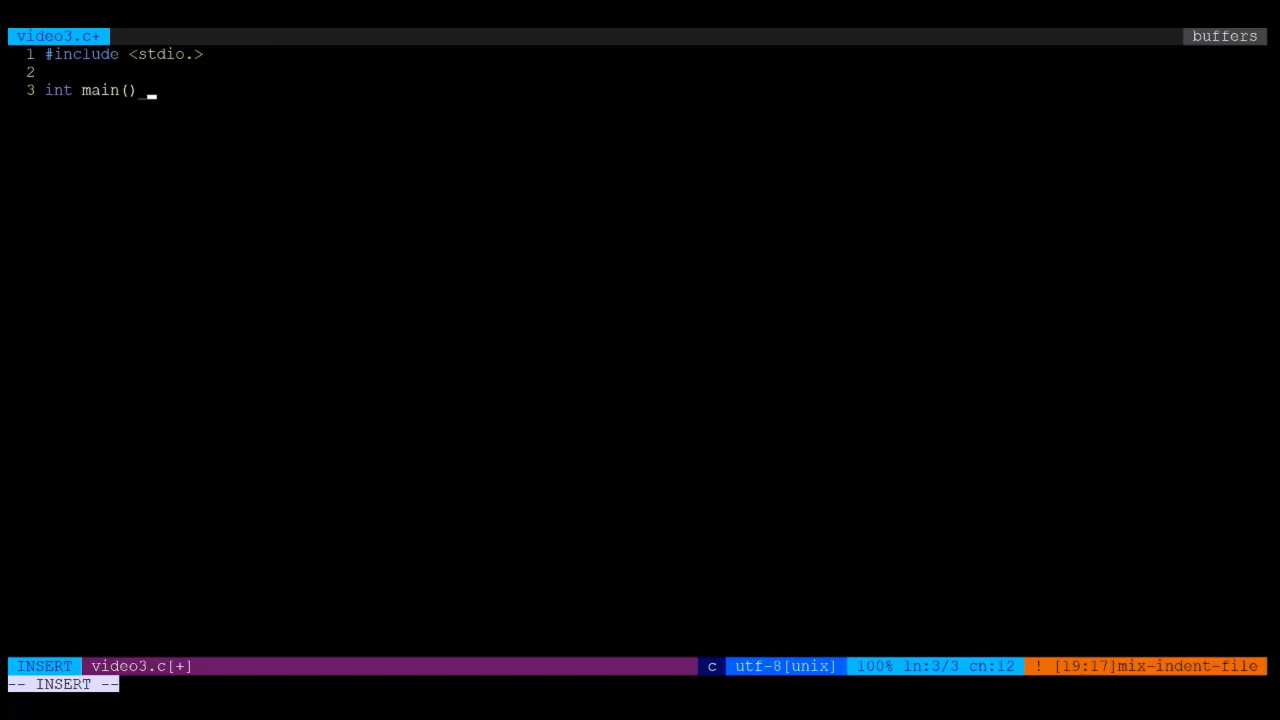 video3.c+ buffers
1 #include <stdio.>
2
3 int main()
INSERT video3.c[+] c utf-8[unix] 100% ln:3/3 cn:12 ! [19:17]mix-indent-file
-- INSERT --